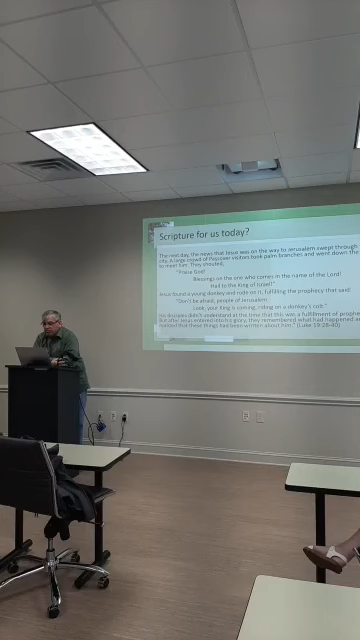 Scripture for us today?
The next day, the news that Jesus was on the way to Jerusalem swept through
city. A large crowd of Passover visitors took palm branches and went down the
to meet him. They shouted,
"Praise God!
Blessings on the one who comes in the name of the Lord!
Hail to the King of Israel!"
Jesus found a young donkey and rode on it, fulfilling the prophecy that said:
"Don't be afraid, people of Jerusalem!
Look, your King is coming, riding on a donkey's colt."
His disciples didn't understand at the time that this was a fulfillment of
But after Jesus entered into his glory, they remembered what had happened
realized that these things had been written about him." (Luke 19:28-40)